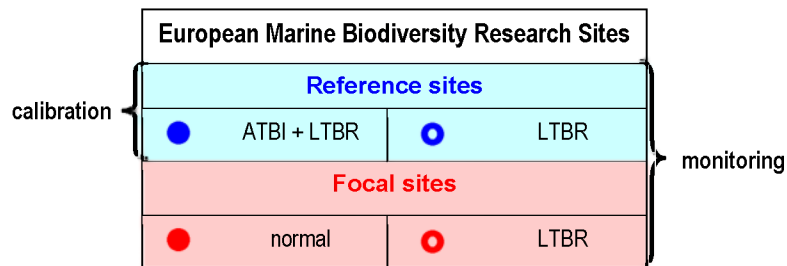 European Marine Biodiversity Research Sites
Reference sites
calibration
ATBI + LTBR LTBR
monitoring
Focal sites
normal LTBR